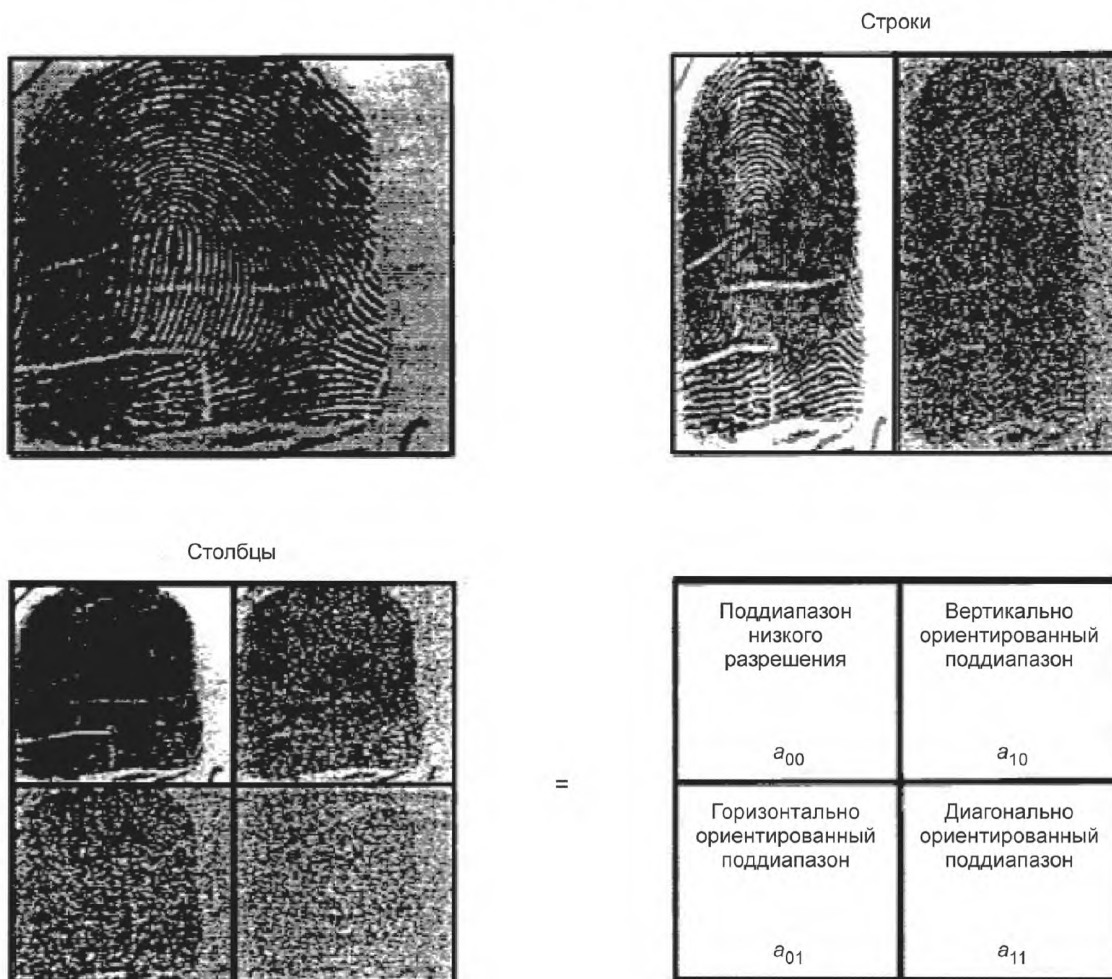 Строки
Столбцы
Поддиапазон
низкого
разрешения
a00
Вертикально
ориентированный
поддиапазон
a10
=
Горизонтально
ориентированный
поддиапазон
a01
Диагонально
ориентированный
поддиапазон
a11